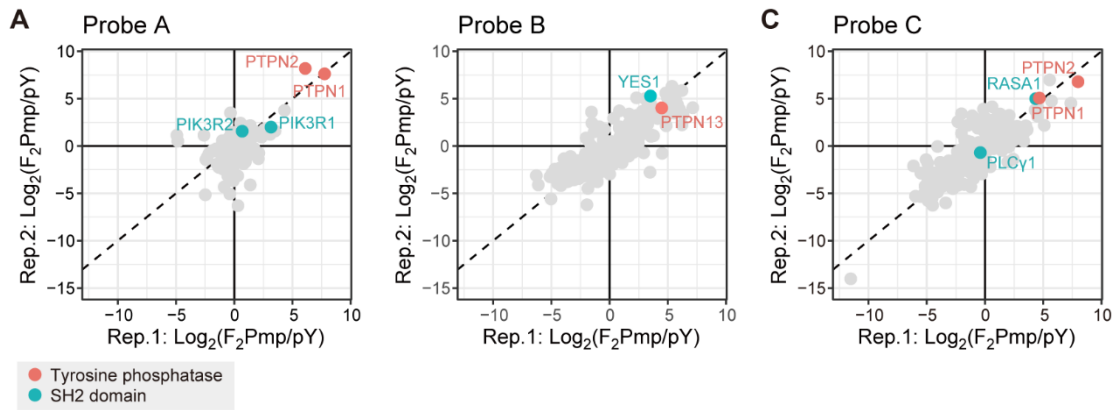 A
Probe A
10
5
0
−5
−10
−15
−10
−5
0
5
10
Rep.2: Log₂(F₂Pmp/pY)
Rep.1: Log₂(F₂Pmp/pY)
PTPN2
PTPN1
PIK3R2
PIK3R1
Probe B
10
5
0
−5
−10
−15
−10
−5
0
5
10
Rep.2: Log₂(F₂Pmp/pY)
Rep.1: Log₂(F₂Pmp/pY)
YES1
PTPN13
C
Probe C
10
5
0
−5
−10
−15
−10
−5
0
5
10
Rep.2: Log₂(F₂Pmp/pY)
Rep.1: Log₂(F₂Pmp/pY)
PTPN2
RASA1
PTPN1
PLCγ1
Tyrosine phosphatase
SH2 domain